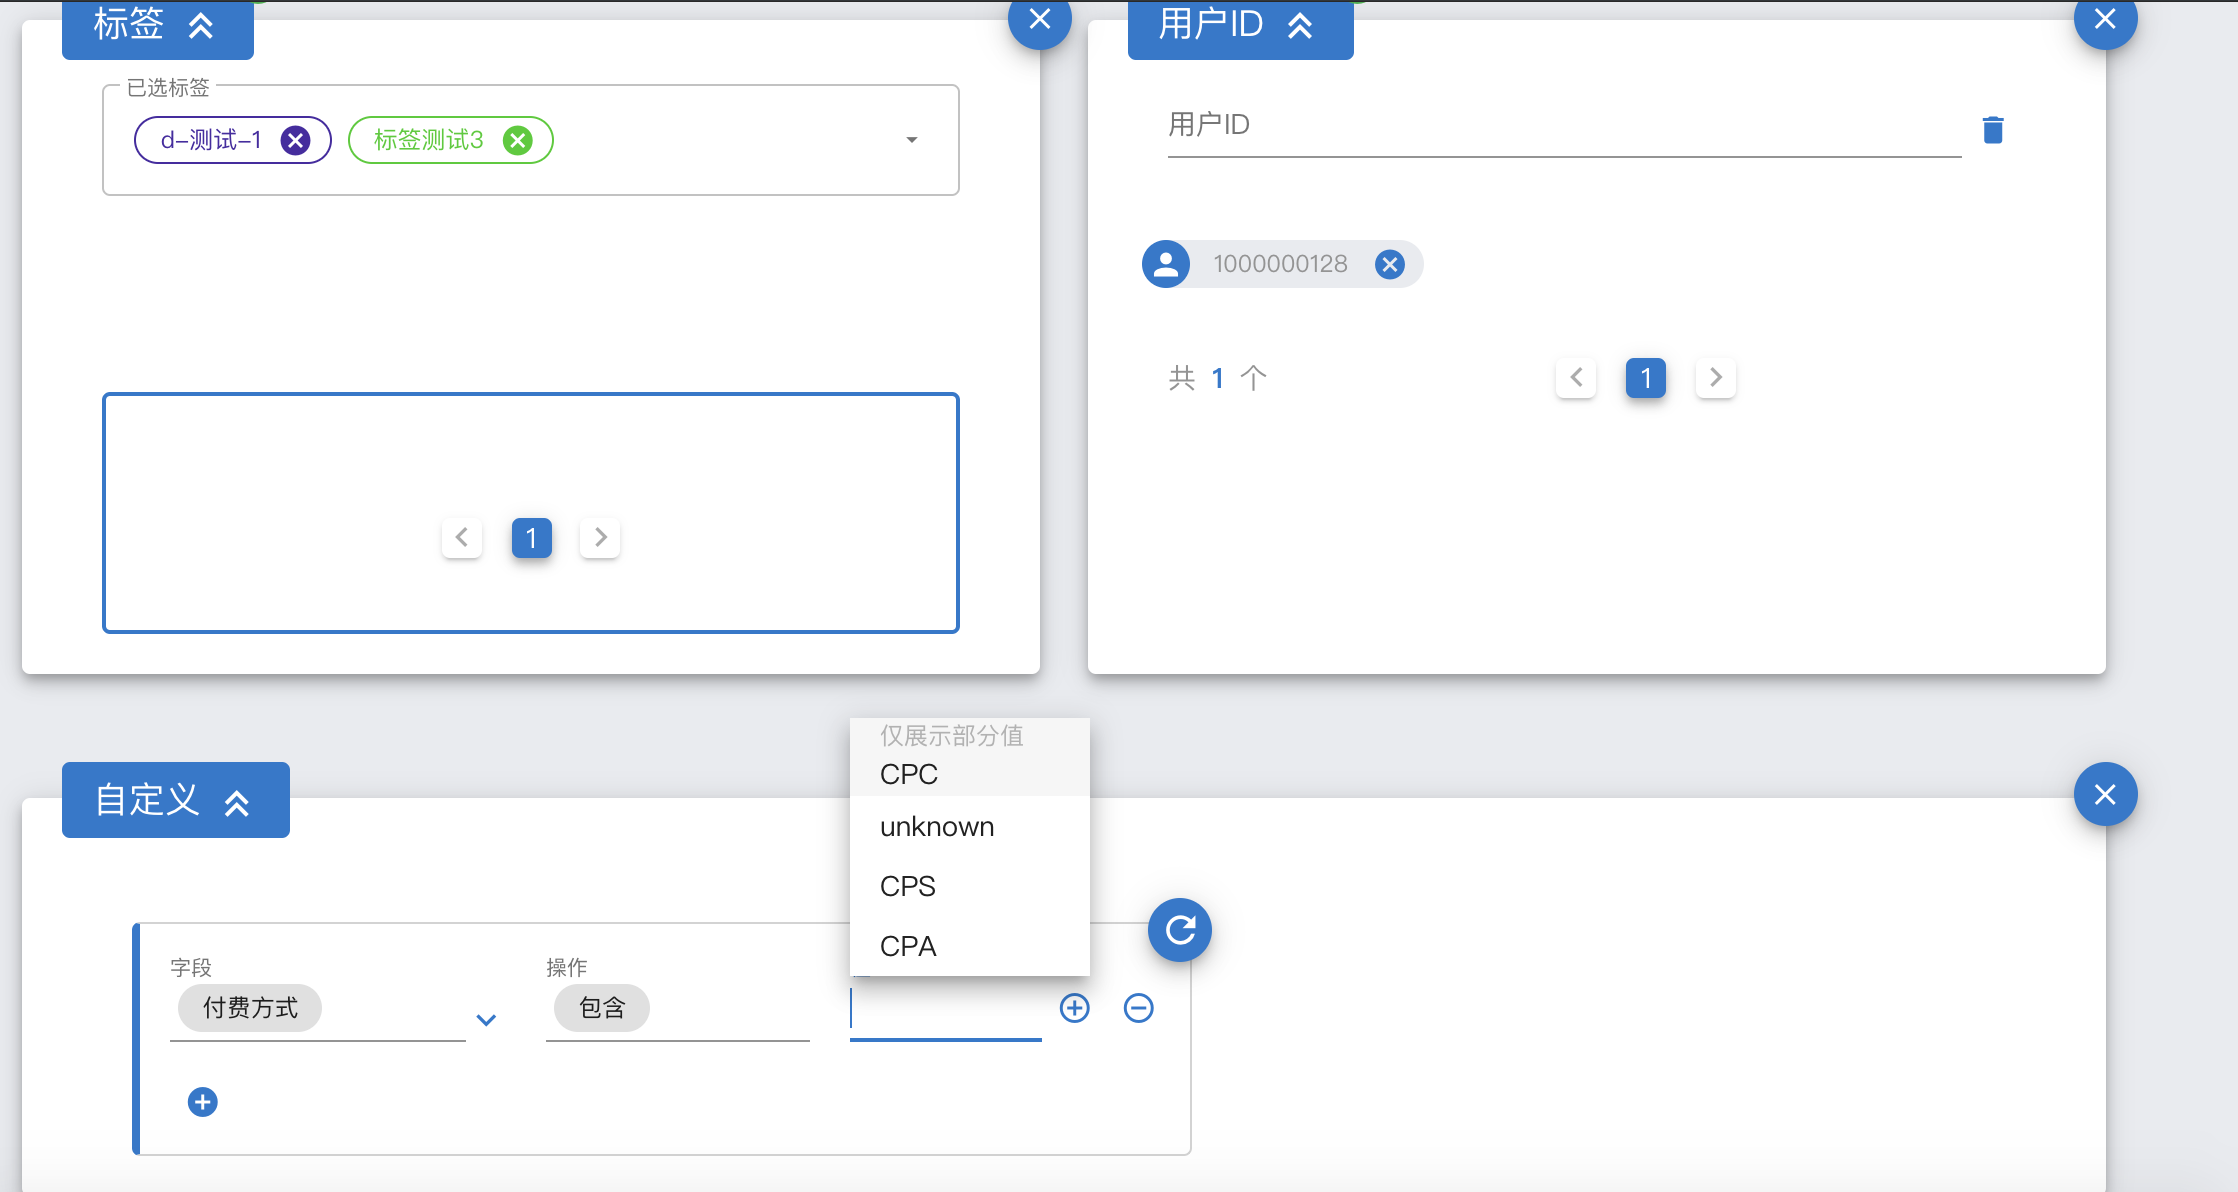 标签
已选标签
d-测试-1
标签测试3
1
用户ID
用户ID
1000000128
共 1 个
1
自定义
仅展示部分值
CPC
unknown
CPS
CPA
字段
付费方式
操作
包含